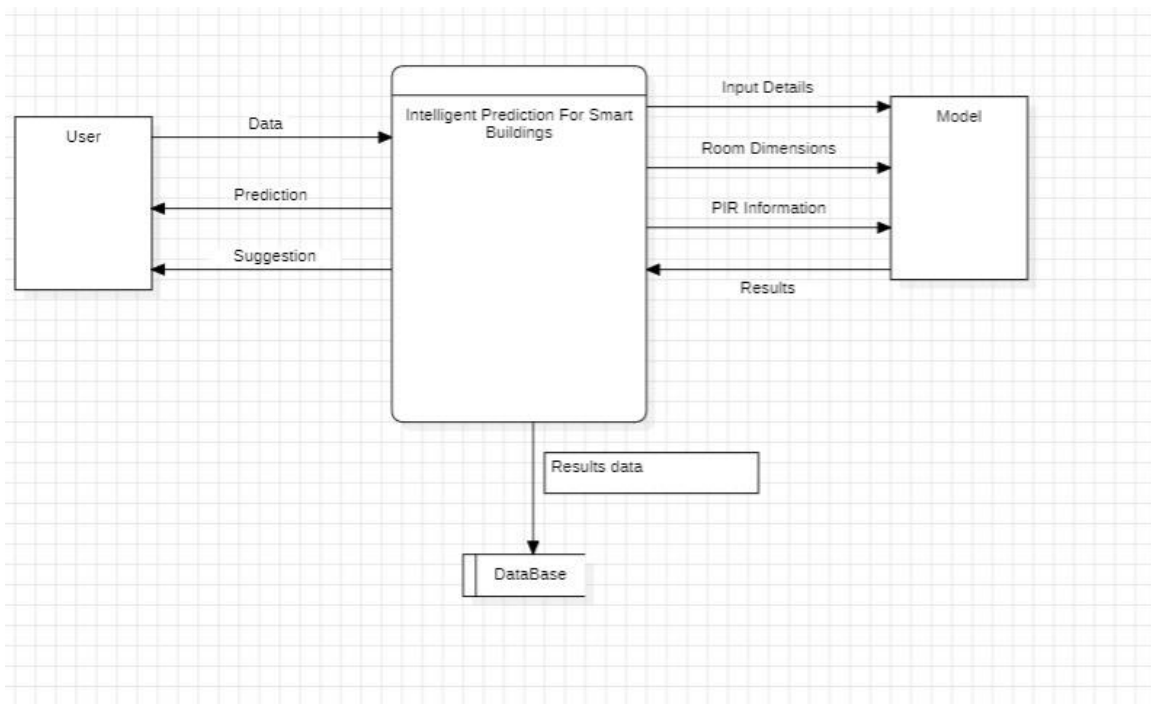 User
Data
Prediction
Suggestion
Intelligent Prediction For Smart
Buildings
Input Details
Room Dimensions
PIR Information
Results
Model
Results data
DataBase